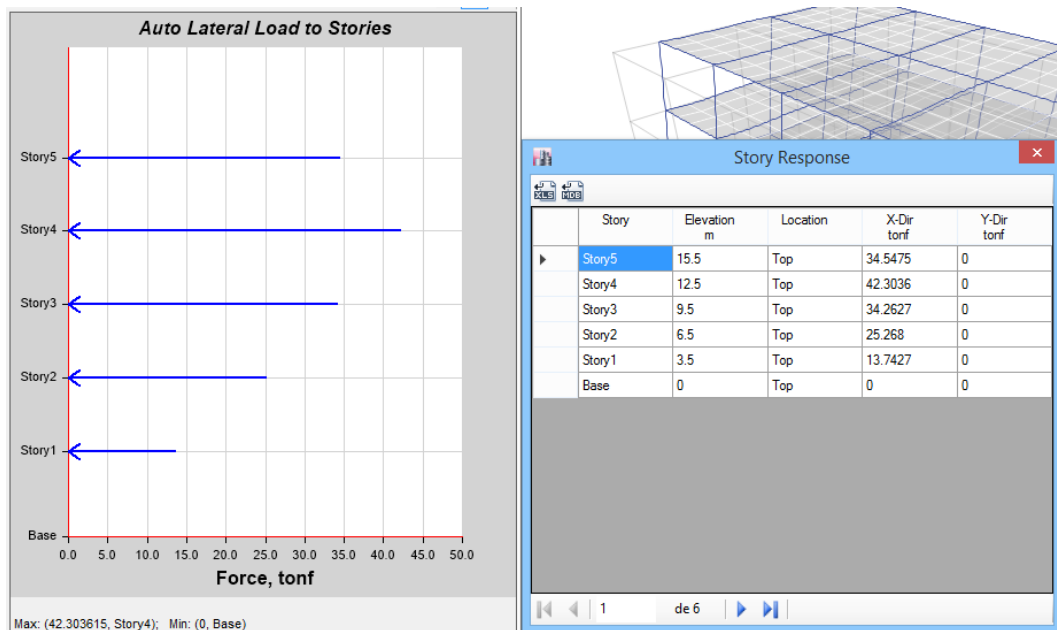 Auto Lateral Load to Stories
Story5
Story4
Story3
Story2
Story1
Base
0.0 5.0 10.0 15.0 20.0 25.0 30.0 35.0 40.0 45.0 50.0
Force, tonf
Max: (42.303615, Story4); Min: (0, Base)
Story Response
XLS MDB
Story Elevation m Location X-Dir tonf Y-Dir tonf
Story5 15.5 Top 34.5475 0
Story4 12.5 Top 42.3036 0
Story3 9.5 Top 34.2627 0
Story2 6.5 Top 25.268 0
Story1 3.5 Top 13.7427 0
Base 0 Top 0 0
1 de 6